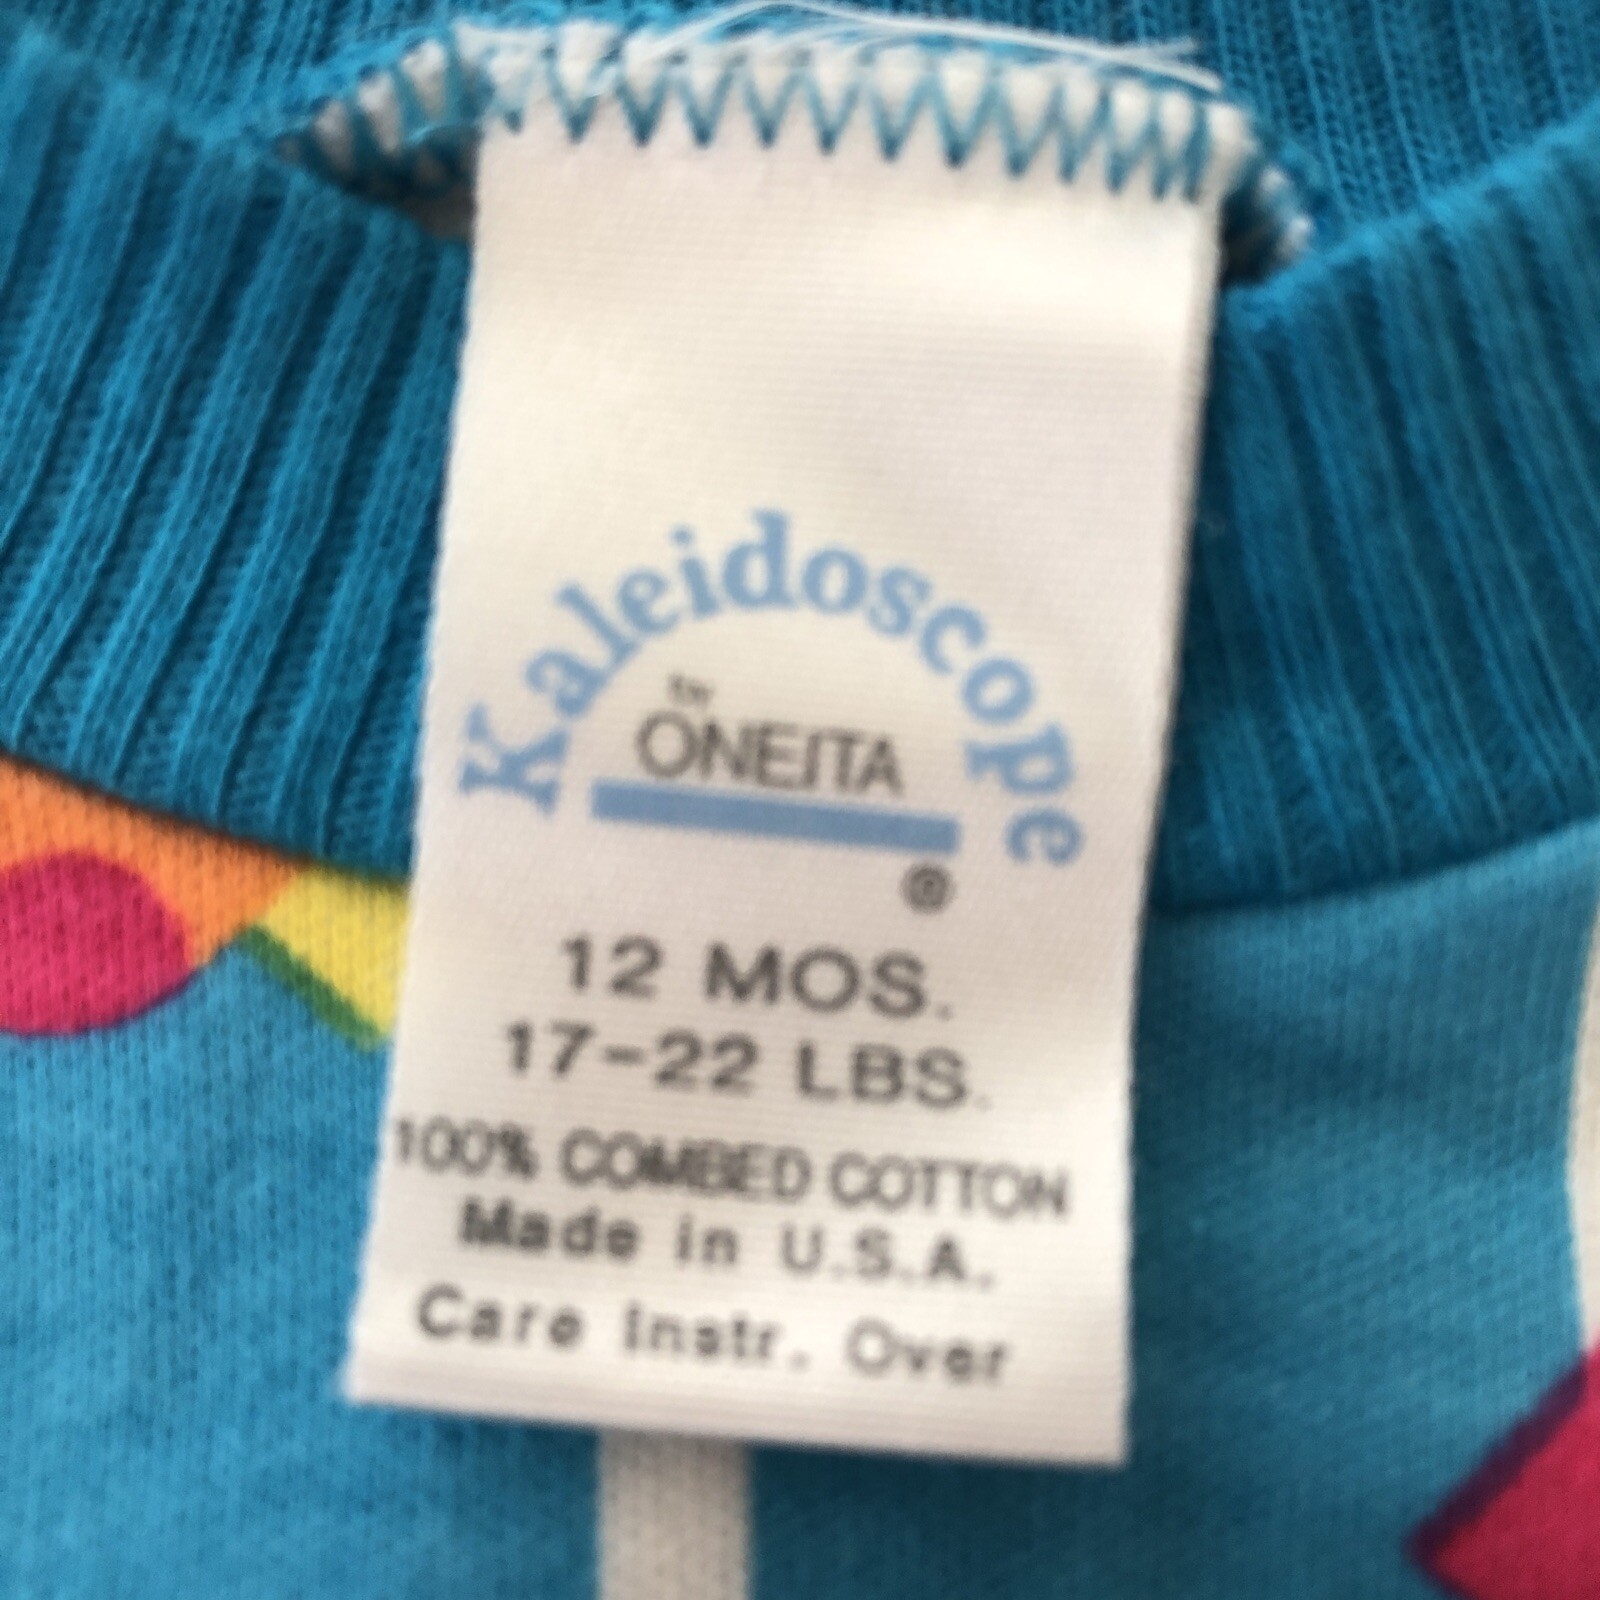 Kaleidoscope
by
ONEITA
®
12 MOS.
17-22 LBS.
100% COMBED COTTON
Made in U.S.A.
Care Instr. Over